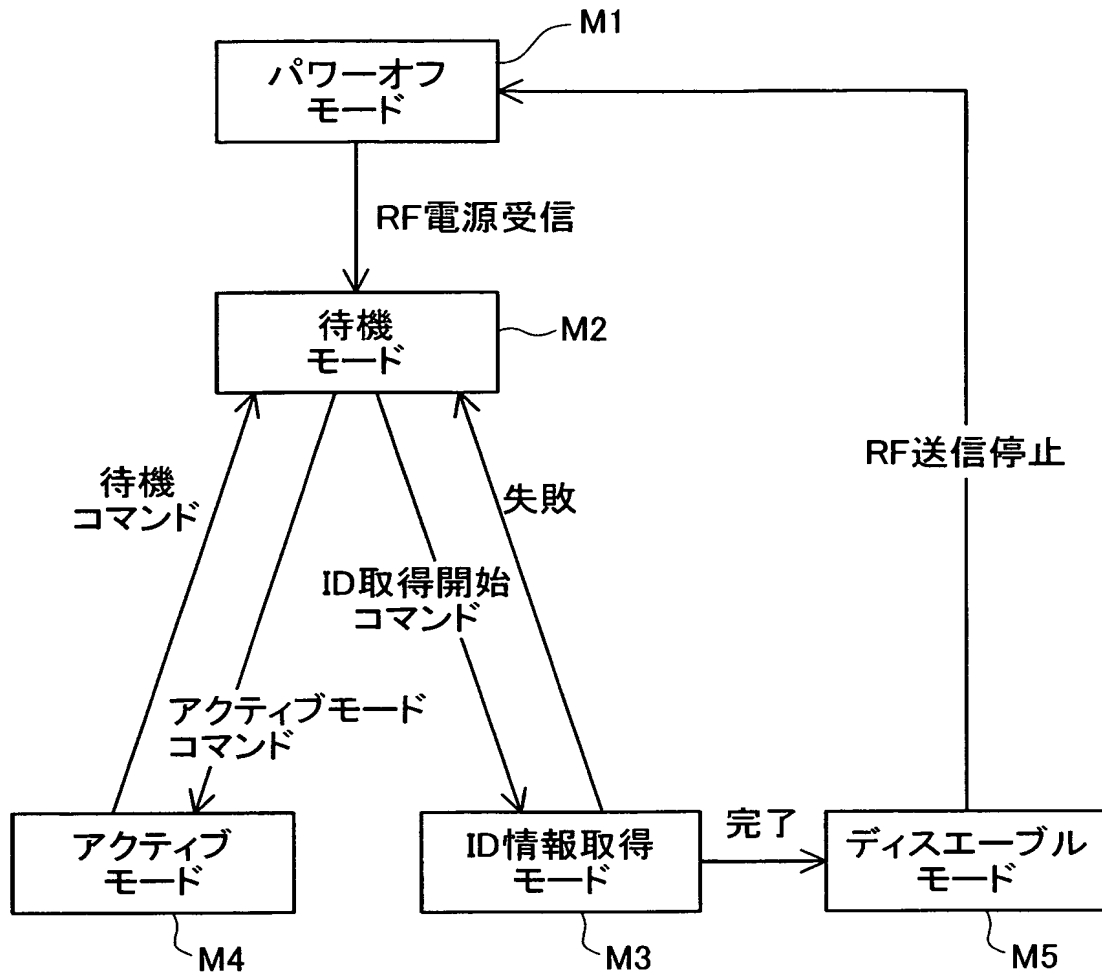 M1
パワーオフ
モード
RF電源受信
待機
モード
M2
RF送信停止
待機
コマンド
失敗
ID取得開始
コマンド
アクティブモード
コマンド
アクティブ
モード
ID情報取得
モード
完了
ディスエーブル
モード
M4
M3
M5